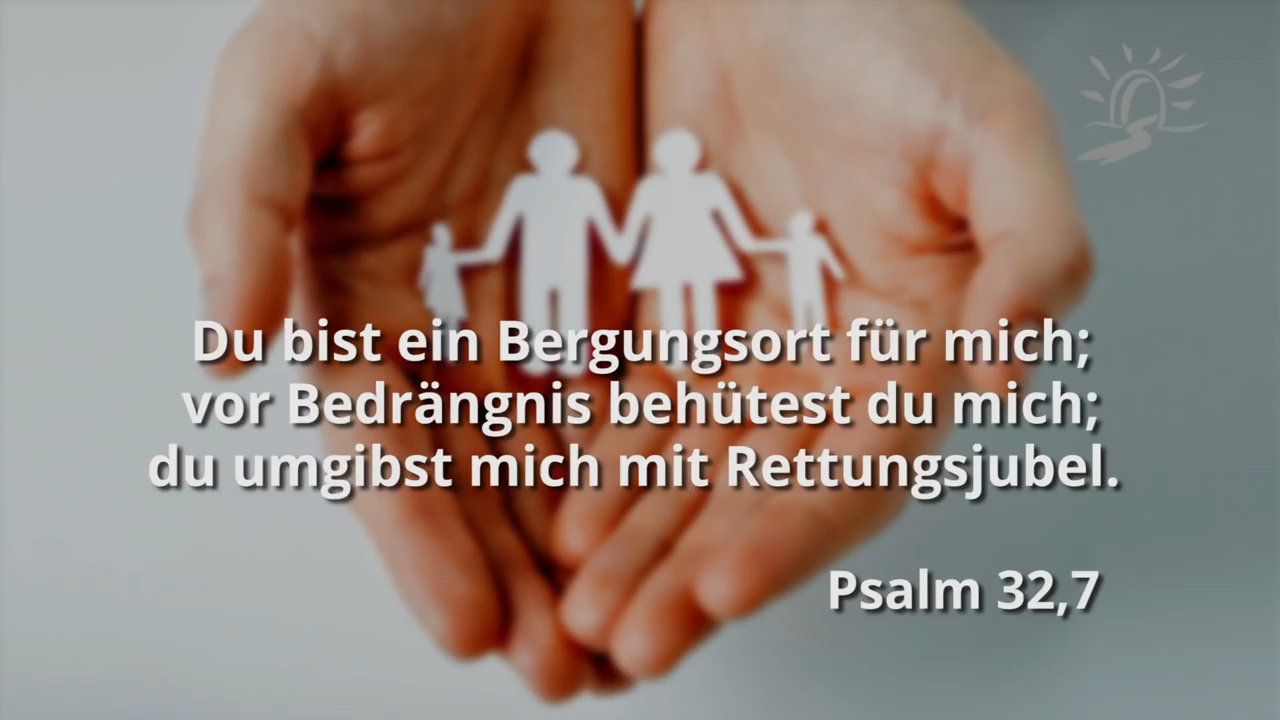 Du bist ein Bergungsort für mich;
vor Bedrängnis behütest du mich;
du umgibst mich mit Rettungsjubel.
Psalm 32,7